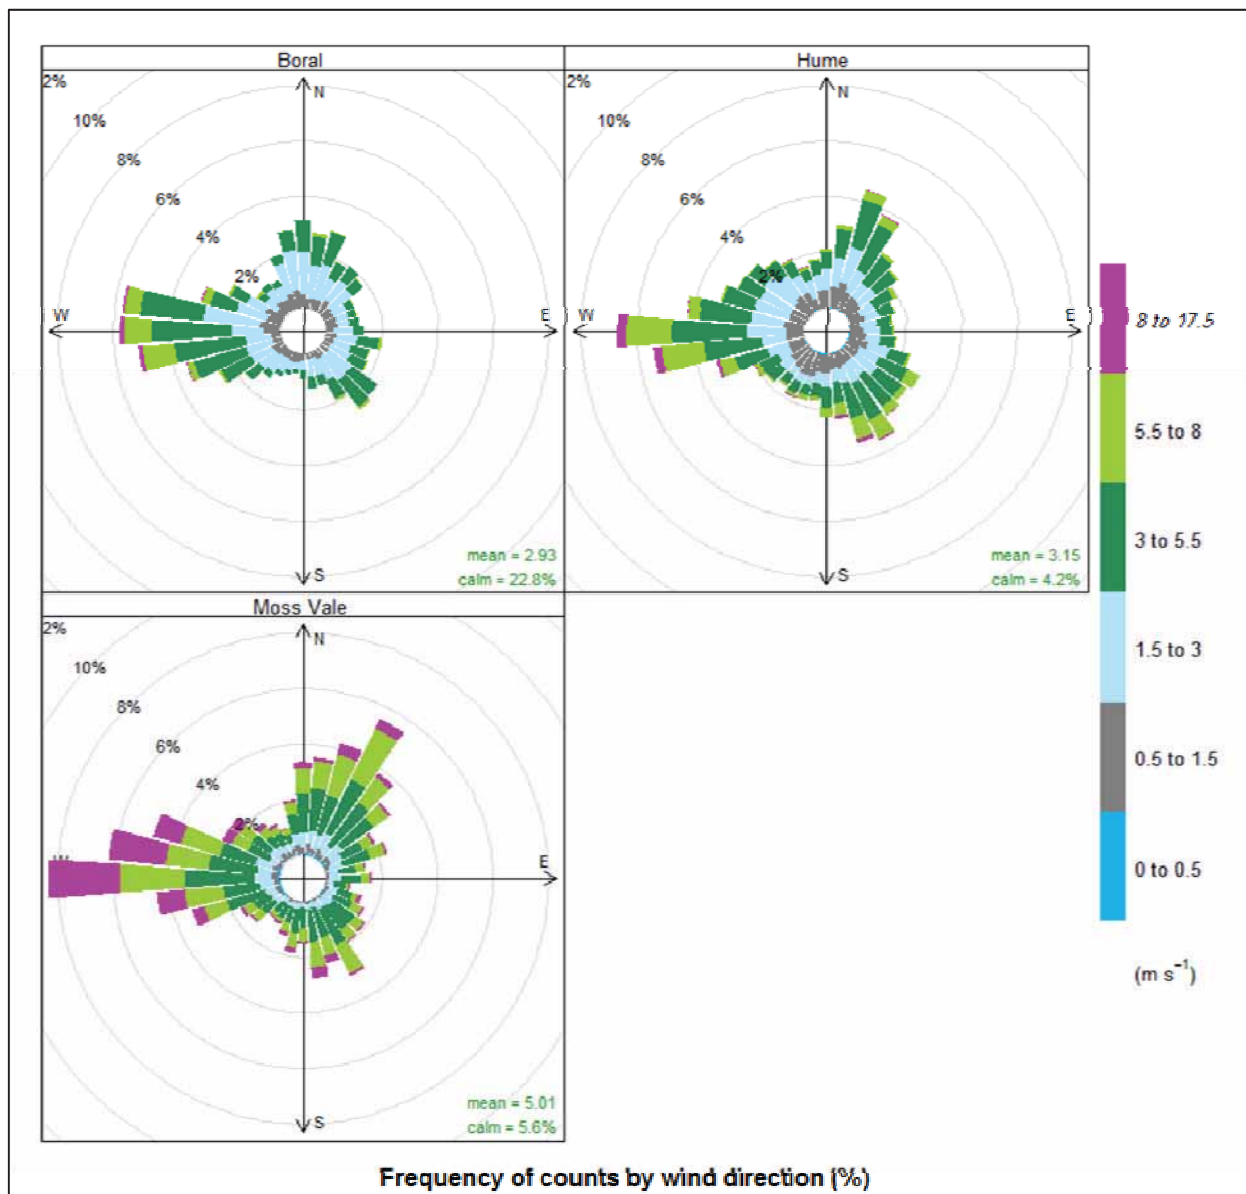 Boral
2%
10%
8%
6%
4%
2%
N
W
E
S
mean = 2.93
calm = 22.8%
Hume
2%
10%
8%
6%
4%
2%
N
W
E
S
mean = 3.15
calm = 4.2%
8 to 17.5
5.5 to 8
3 to 5.5
1.5 to 3
0.5 to 1.5
0 to 0.5
(m s⁻¹)
Moss Vale
2%
10%
8%
6%
4%
2%
N
W
E
S
mean = 5.01
calm = 5.6%
Frequency of counts by wind direction (%)